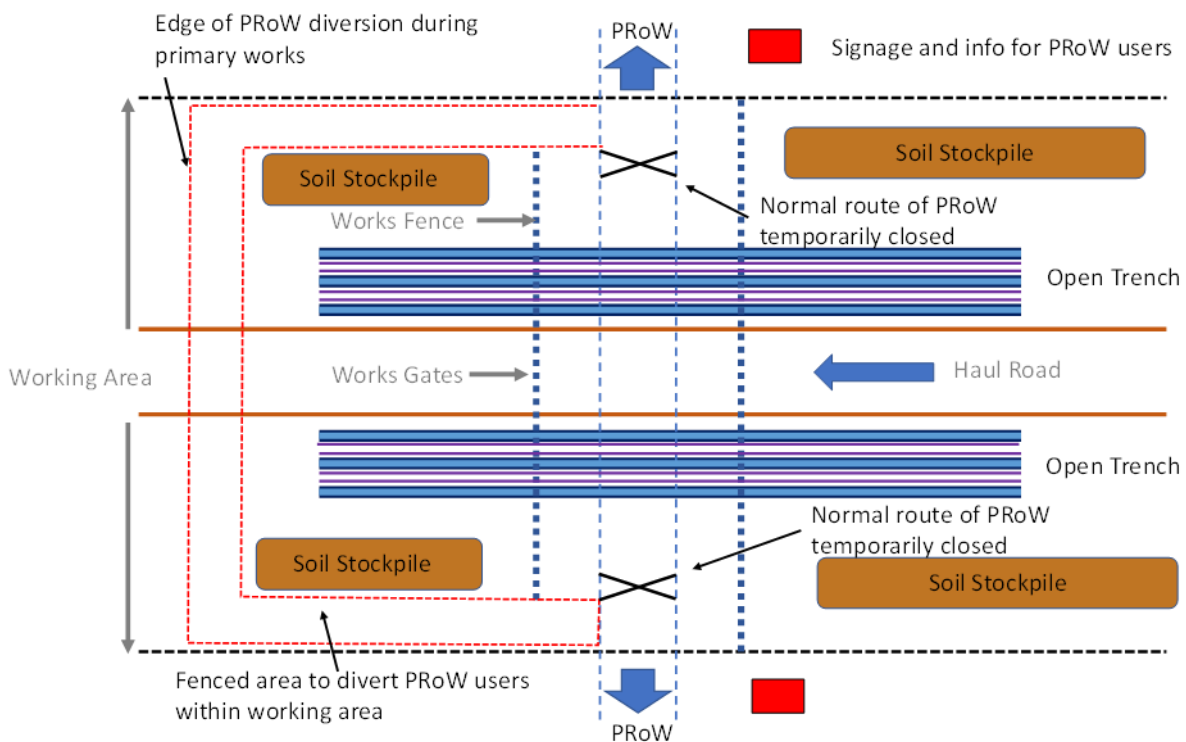 Edge of PRoW diversion during
primary works
PRoW
Signage and info for PRoW users
Soil Stockpile
Soil Stockpile
Works Fence
Normal route of PRoW
temporarily closed
Open Trench
Working Area
Works Gates
Haul Road
Open Trench
Normal route of PRoW
temporarily closed
Soil Stockpile
Soil Stockpile
Fenced area to divert PRoW users
within working area
PRoW